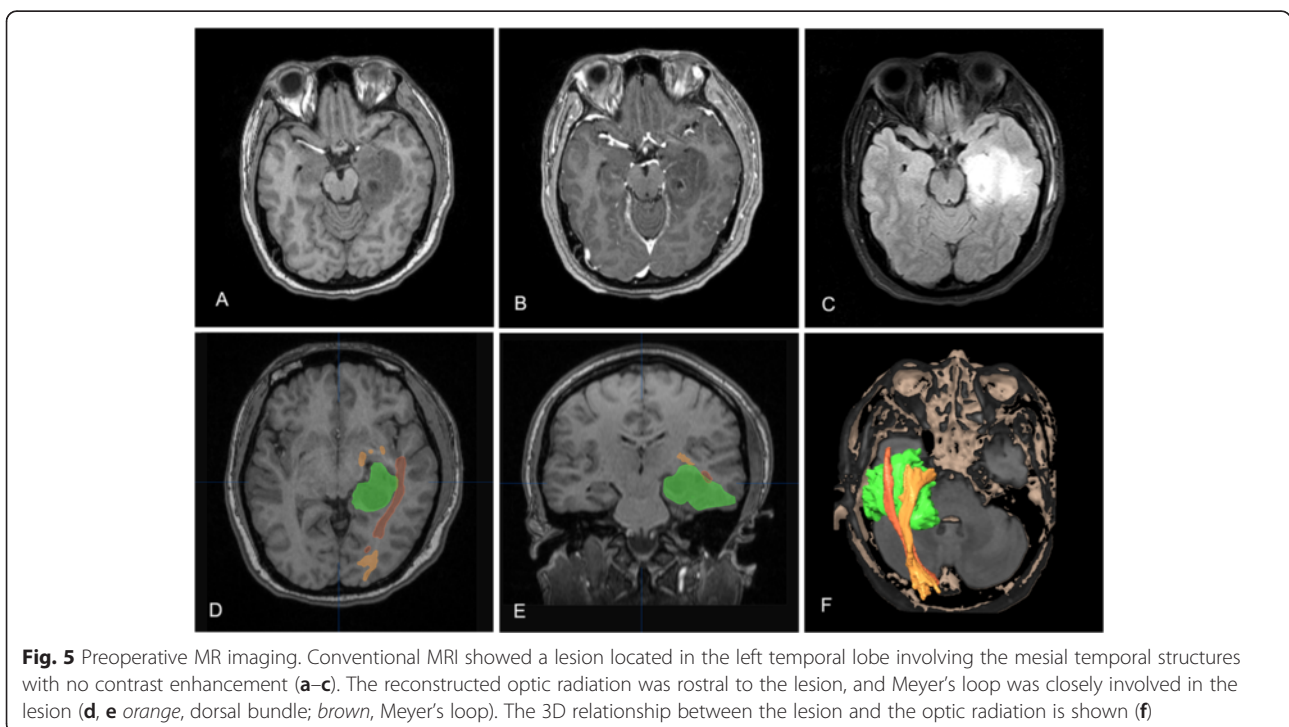 A
B
C
D
E
F
Fig. 5 Preoperative MR imaging. Conventional MRI showed a lesion located in the left temporal lobe involving the mesial temporal structures
with no contrast enhancement (a–c). The reconstructed optic radiation was rostral to the lesion, and Meyer's loop was closely involved in the
lesion (d, e orange, dorsal bundle; brown, Meyer's loop). The 3D relationship between the lesion and the optic radiation is shown (f)